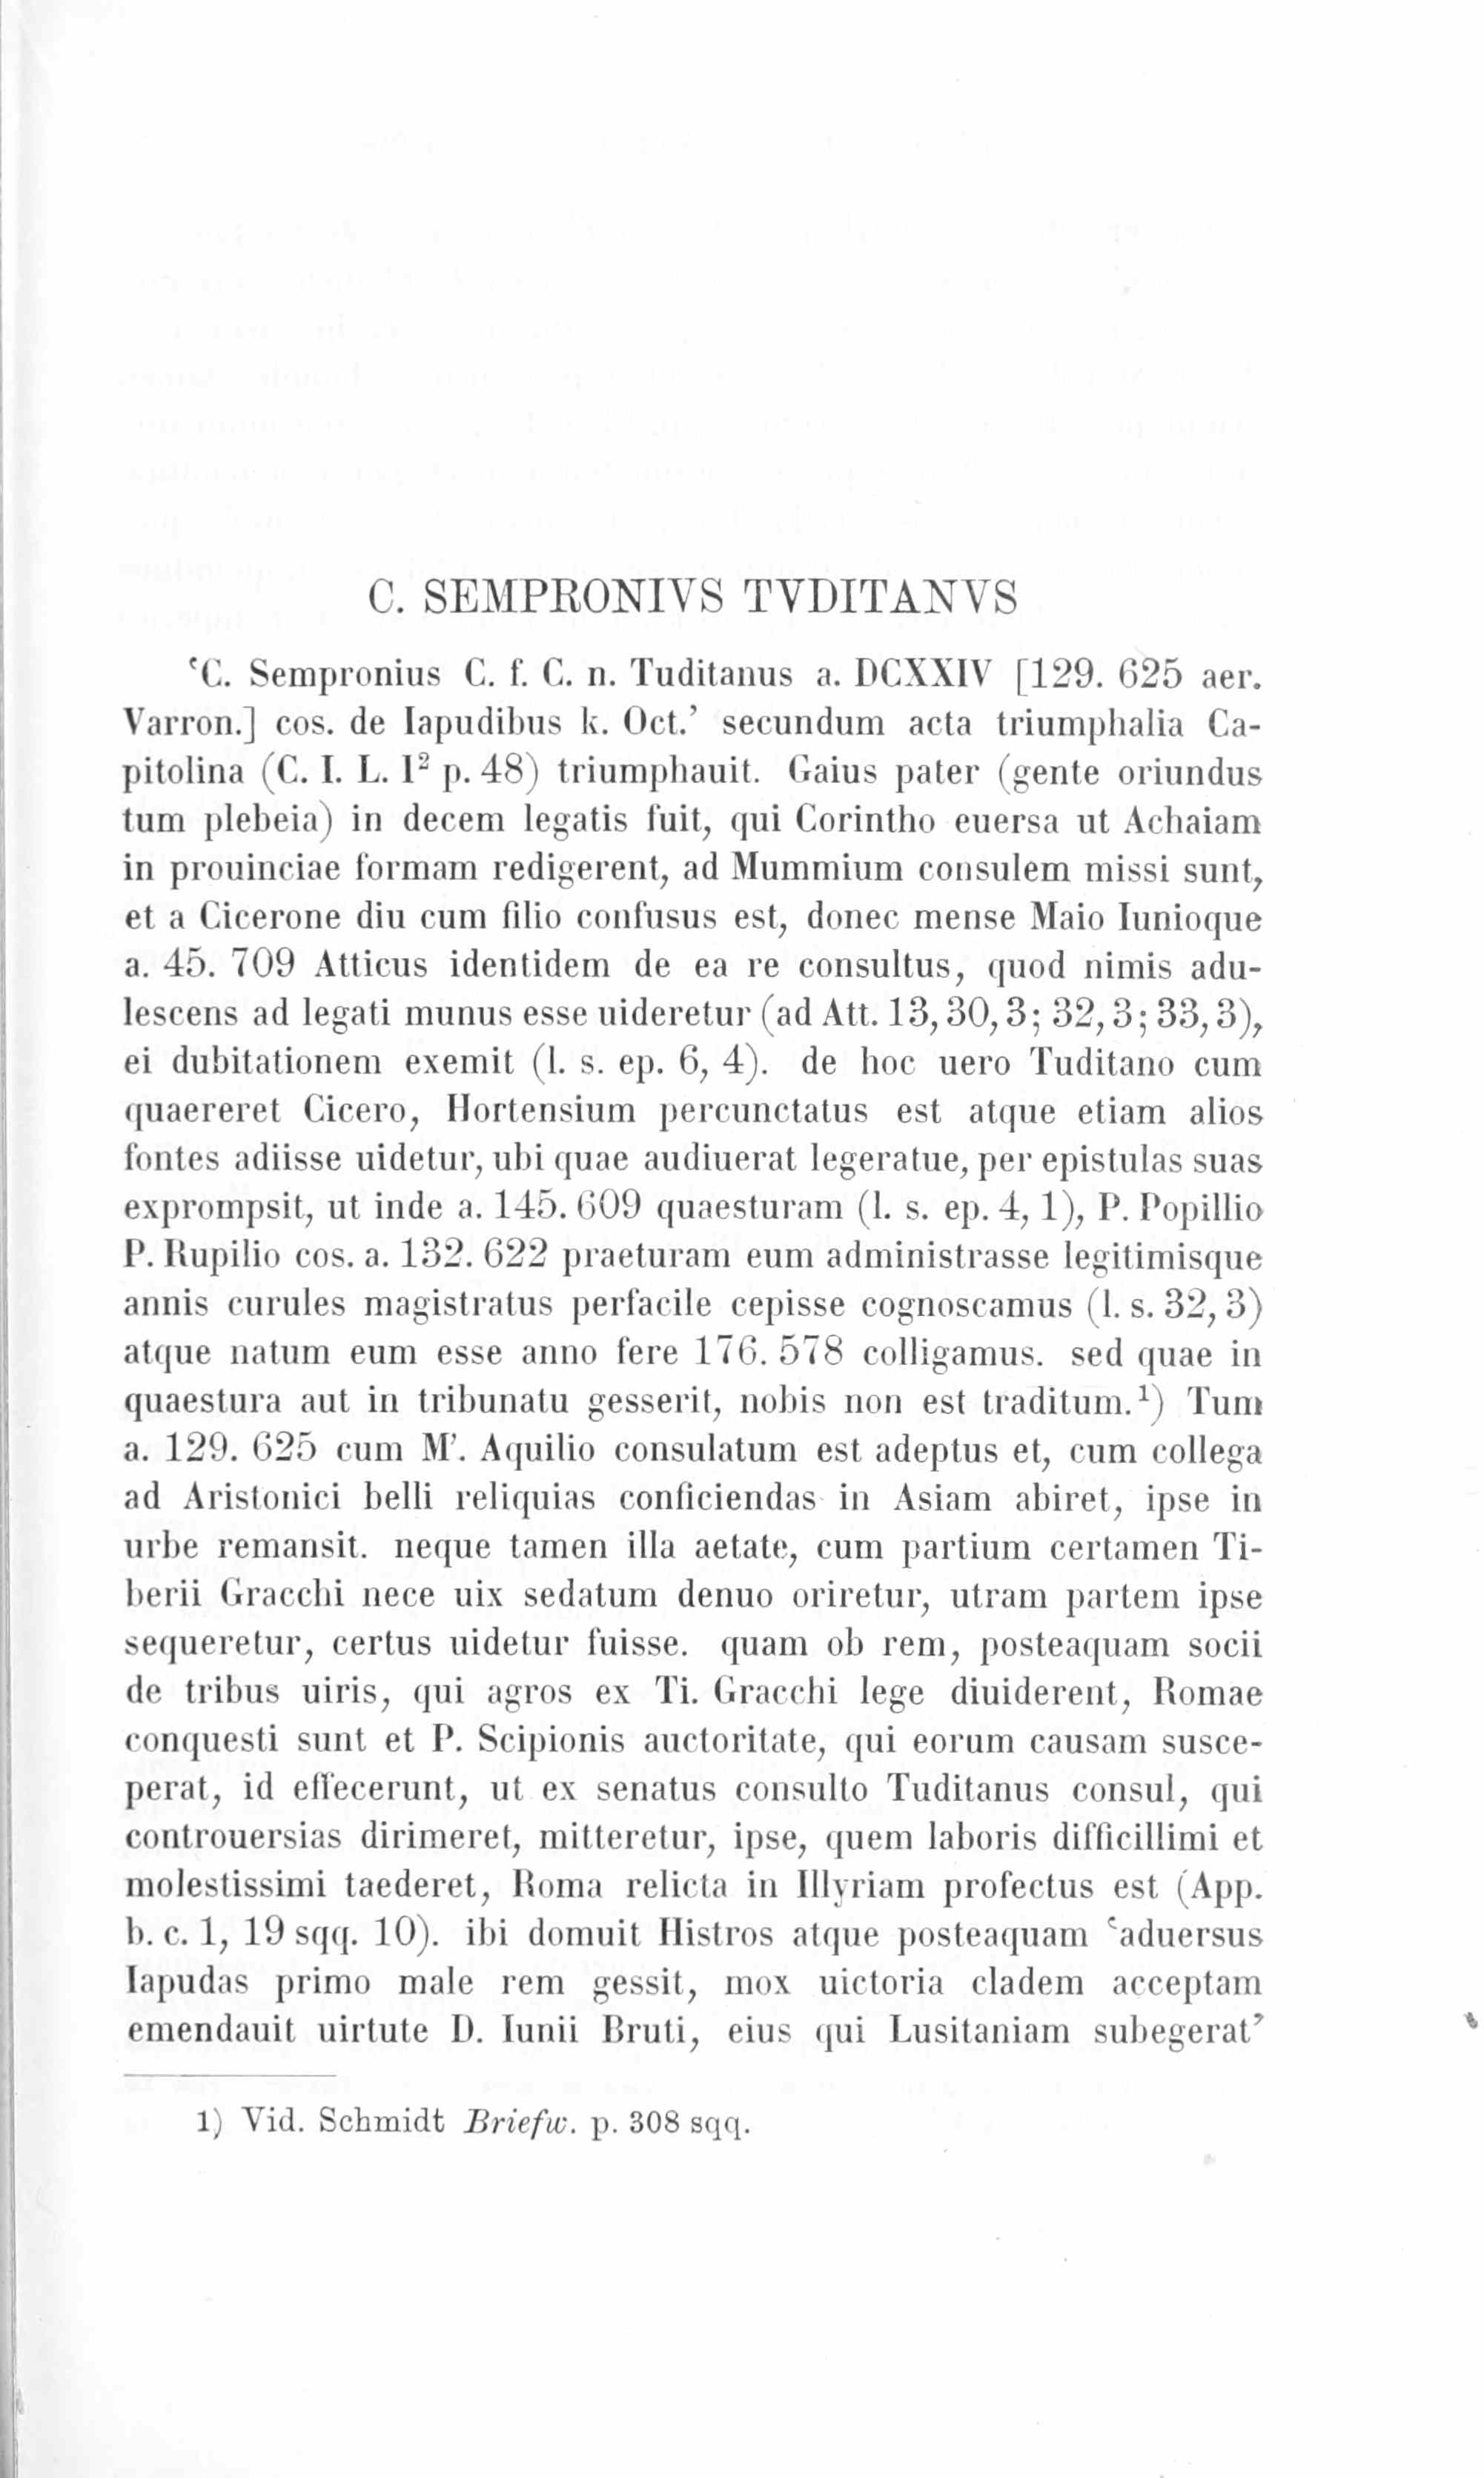 C. SEMPRONIVS TVDITANVS
‘C. Sempronius C. f. C. n. Tuditanus a. DCXXIV [129. 625 aer.
Varron.] cos. de Iapudibus k. Oct.’ secundum acta triumphalia Ca-
pitolina (C. I. L. I² p. 48) triumphauit. Gaius pater (gente oriundus
tum plebeia) in decem legatis fuit, qui Corintho euersa ut Achaiam
in prouinciae formam redigerent, ad Mummium consulem missi sunt,
et a Cicerone diu cum filio confusus est, donec mense Maio Iunioque
a. 45. 709 Atticus identidem de ea re consultus, quod nimis adu-
lescens ad legati munus esse uideretur (ad Att. 13, 30, 3; 32, 3; 33, 3),
ei dubitationem exemit (l. s. ep. 6, 4). de hoc uero Tuditano cum
quaereret Cicero, Hortensium percunctatus est atque etiam alios
fontes adiisse uidetur, ubi quae audiuerat legeratue, per epistulas suas
exprompsit, ut inde a. 145. 609 quaesturam (l. s. ep. 4, 1), P. Popillio
P. Rupilio cos. a. 132. 622 praeturam eum administrasse legitimisque
annis curules magistratus perfacile cepisse cognoscamus (l. s. 32, 3)
atque natum eum esse anno fere 176. 578 colligamus. sed quae in
quaestura aut in tribunatu gesserit, nobis non est traditum.¹) Tum
a. 129. 625 cum M’. Aquilio consulatum est adeptus et, cum collega
ad Aristonici belli reliquias conficiendas in Asiam abiret, ipse in
urbe remansit. neque tamen illa aetate, cum partium certamen Ti-
berii Gracchi nece uix sedatum denuo oriretur, utram partem ipse
sequeretur, certus uidetur fuisse. quam ob rem, posteaquam socii
de tribus uiris, qui agros ex Ti. Gracchi lege diuiderent, Romae
conquesti sunt et P. Scipionis auctoritate, qui eorum causam susce-
perat, id effecerunt, ut ex senatus consulto Tuditanus consul, qui
controuersias dirimeret, mitteretur, ipse, quem laboris difficillimi et
molestissimi taederet, Roma relicta in Illyriam profectus est (App.
b. c. 1, 19 sqq. 10). ibi domuit Histros atque posteaquam ‘aduersus
Iapudas primo male rem gessit, mox uictoria cladem acceptam
emendauit uirtute D. Iunii Bruti, eius qui Lusitaniam subegerat’
1) Vid. Schmidt Briefw. p. 308 sqq.